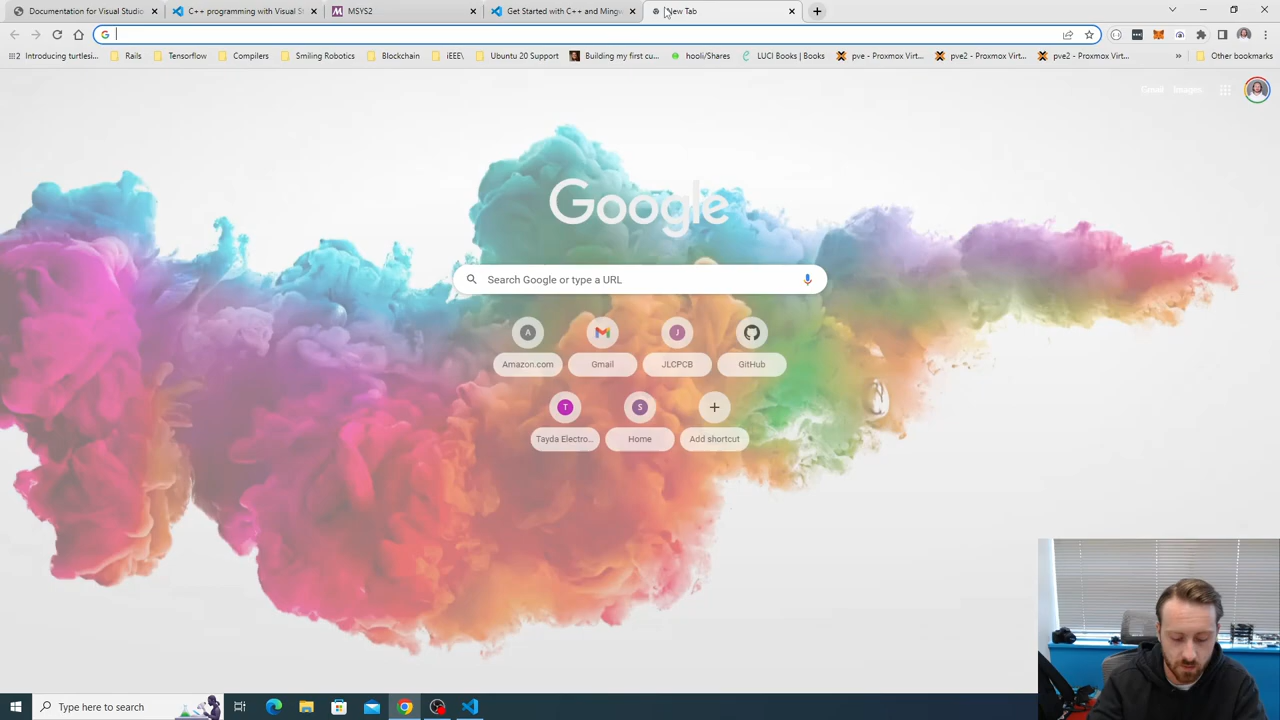 Documentation for Visual Studio
C++ programming with Visual S
MSYS2
Get Started with C++ and Mingw
New Tab
Introducing turtlesi...
Rails
Tensorflow
Compilers
Smiling Robotics
Blockchain
iEEE\
Ubuntu 20 Support
Building my first cu...
hooli/Shares
LUCI Books | Books
pve - Proxmox Virt...
pve2 - Proxmox Virt...
pve2 - Proxmox Virt...
»
Other bookmarks
Gmail Images
Google
Search Google or type a URL
A
J
Amazon.com
Gmail
JLCPCB
GitHub
T
S
Tayda Electro...
Home
Add shortcut
Type here to search